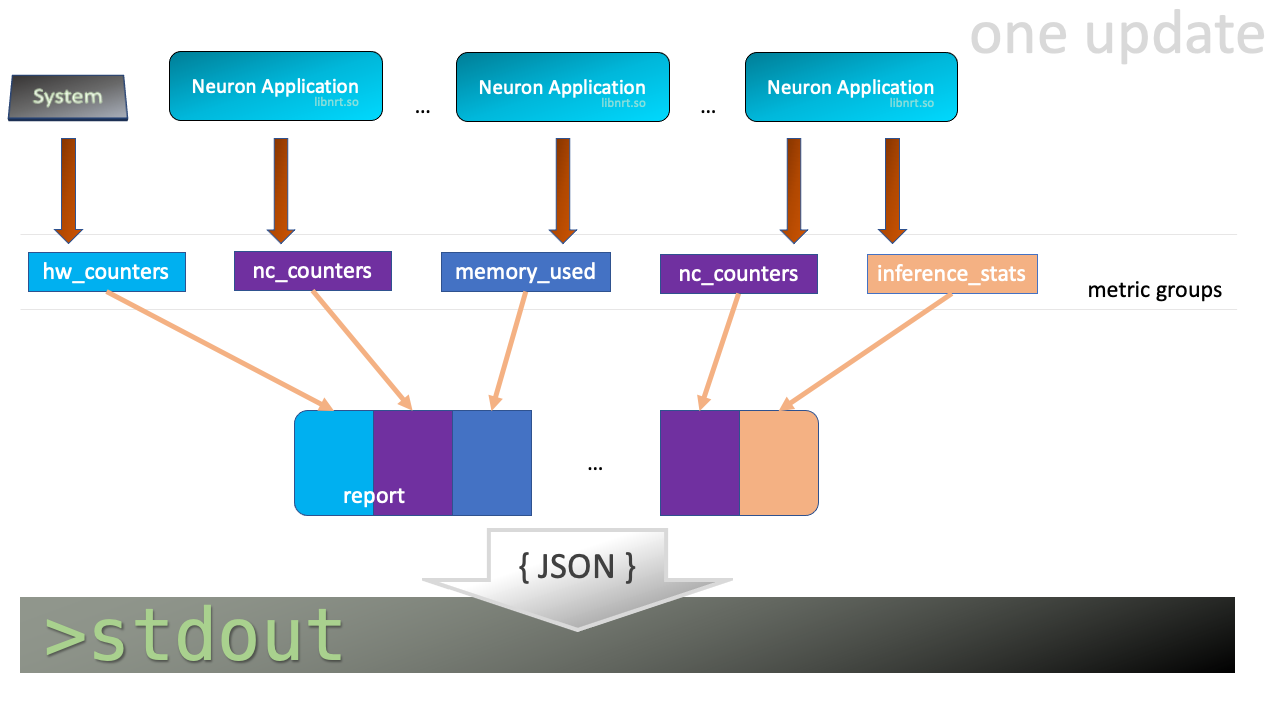 one update
System
Neuron Application
libnrt.so
...
Neuron Application
libnrt.so
...
Neuron Application
libnrt.so
hw_counters
nc_counters
memory_used
nc_counters
inference_stats
metric groups
...
report
{ JSON }
>stdout